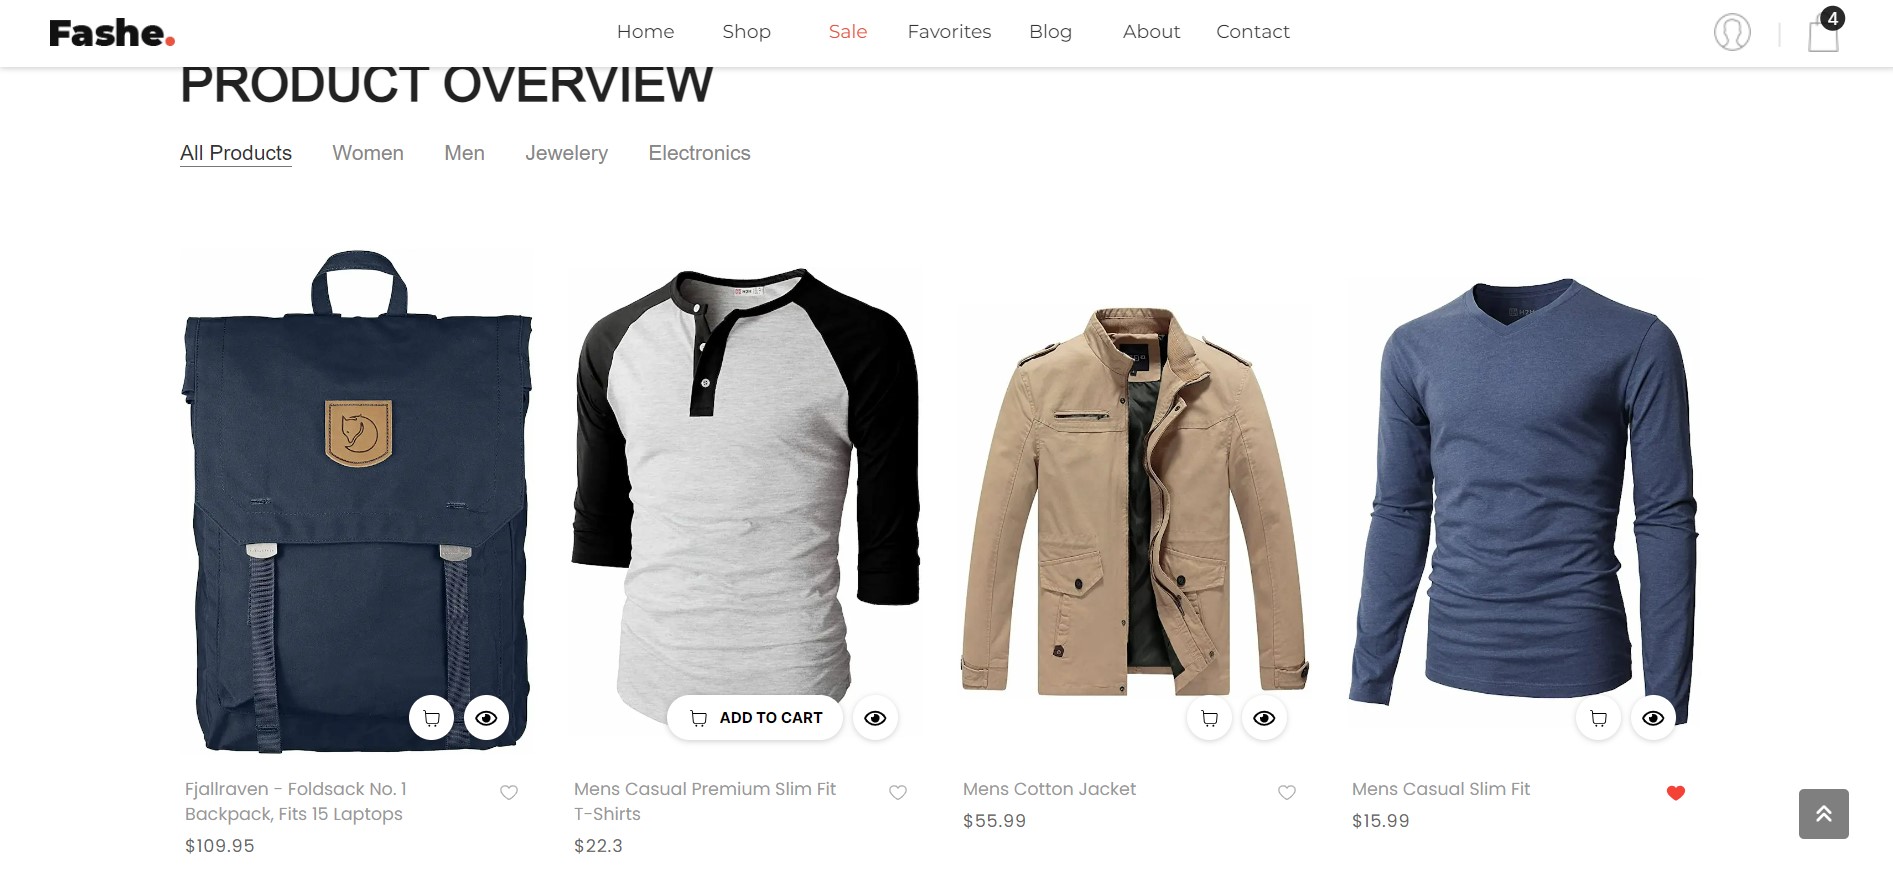 Fashe.
Home Shop Sale Favorites Blog About Contact
4
PRODUCT OVERVIEW
All Products Women Men Jewelery Electronics
ADD TO CART
Fjallraven - Foldsack No. 1
Backpack, Fits 15 Laptops
$109.95
Mens Casual Premium Slim Fit
T-Shirts
$22.3
Mens Cotton Jacket
$55.99
Mens Casual Slim Fit
$15.99